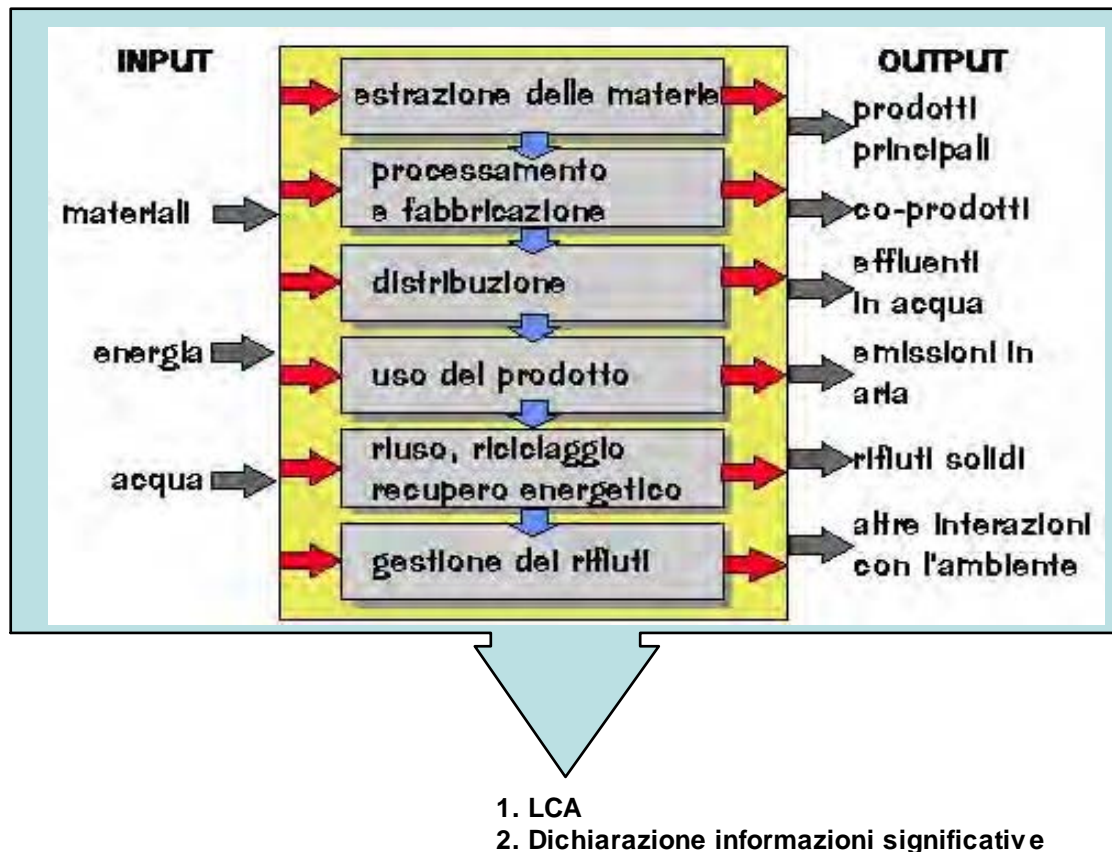 INPUT
OUTPUT
estrazione delle materie
prodotti
principali
processamento
e fabbricazione
materiali
co-prodotti
distribuzione
effluenti
in acqua
energia
uso del prodotto
emissioni in
aria
acqua
riuso, riciclaggio
recupero energetico
rifiuti solidi
gestione dei rifiuti
altre interazioni
con l'ambiente
1. LCA
2. Dichiarazione informazioni significative